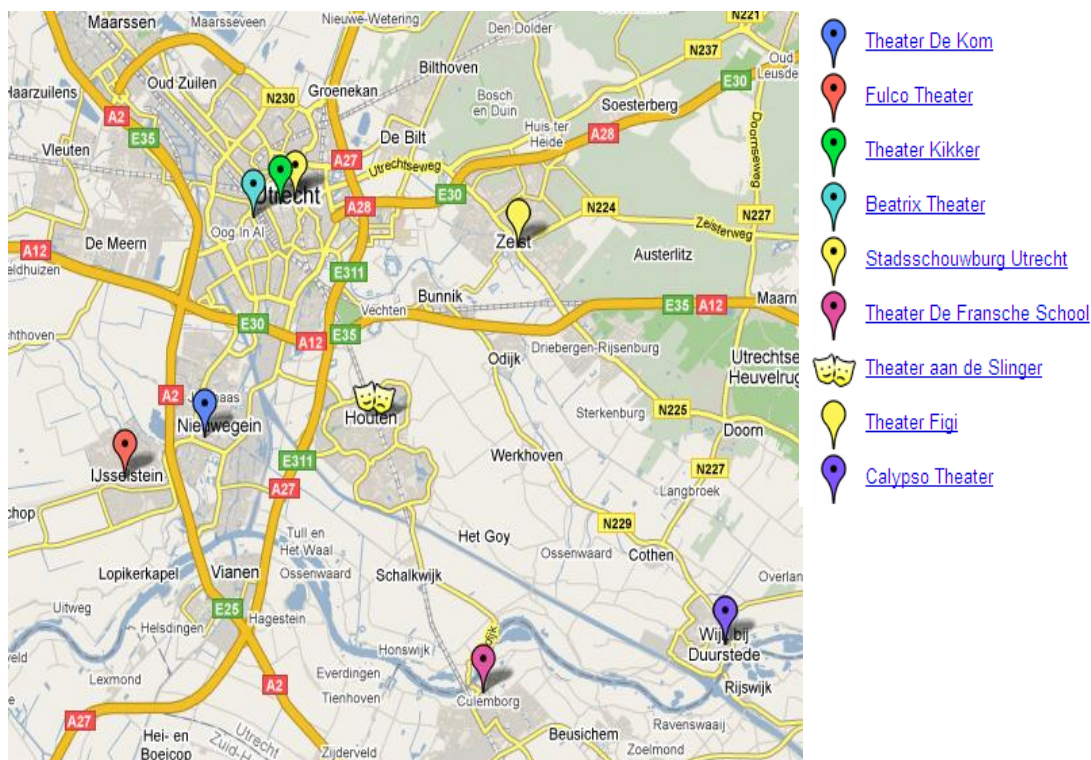 Maarssen
Maarsseveen
Nieuwe-Wetering
Den Dolder
N221
N237
Oud
Leusde
Bilthoven
E30
Oud Zuilen
Groenekan
N230
Haarzuilens
A2
E35
Bosch
en Duin
Soesterberg
Huis ter
Heide
A28
De Bilt
Vleuten
A27
Utrechtseweg
Doornseweg
E30
Utrecht
A28
N224
N227
Zeisterweg
Oog In Al
De Meern
A12
Zeist
Austerlitz
E311
Bunnik
Vechten
E35
A12
Maarn
E30
E35
A12
Odijk
Driebergen-Rijsenburg
Utrechtse
Heuvelrug
A2
Nieuwegein
Houten
Sterkenburg
N225
Doorn
IJsselstein
E311
Werkhoven
N227
A27
Langbroek
N229
Tull en
Het Waal
Het Goy
Ossenwaard
Cothen
Lopikerkapel
Vianen
Ossenwaard
Schalkwijk
Overlan
Uitweg
E25
Hagestein
Helsdingen
Wijk bij
Duurstede
Honswijk
Everdingen
Lexmond
A2
Tienhoven
Culemborg
Rijswijk
A27
Hei- en
Boeicop
Utrecht
Zuid-H
Zijderveld
Beusichem
Ravenswaaij
Zoelmond
Theater De Kom
Fulco Theater
Theater Kikker
Beatrix Theater
Stadsschouwburg Utrecht
Theater De Fransche School
Theater aan de Slinger
Theater Figi
Calypso Theater